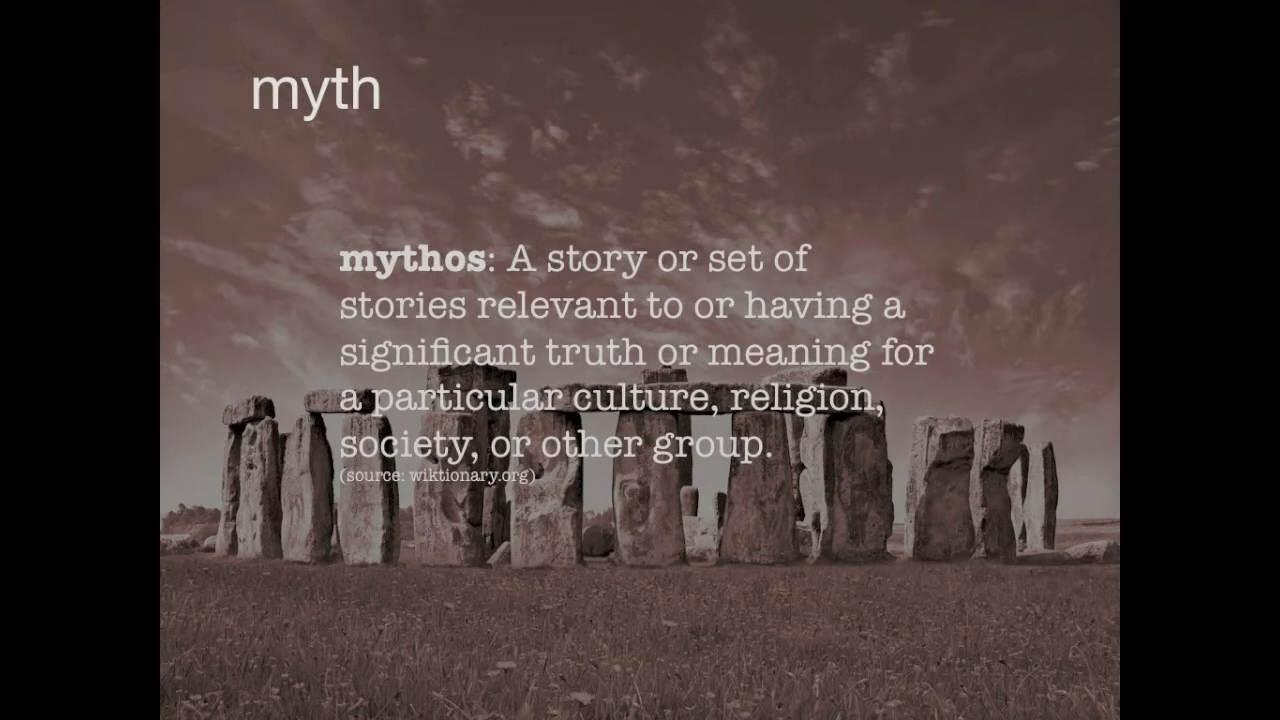 myth
mythos: A story or set of
stories relevant to or having a
significant truth or meaning for
a particular culture, religion,
society, or other group.
(source: wiktionary.org)